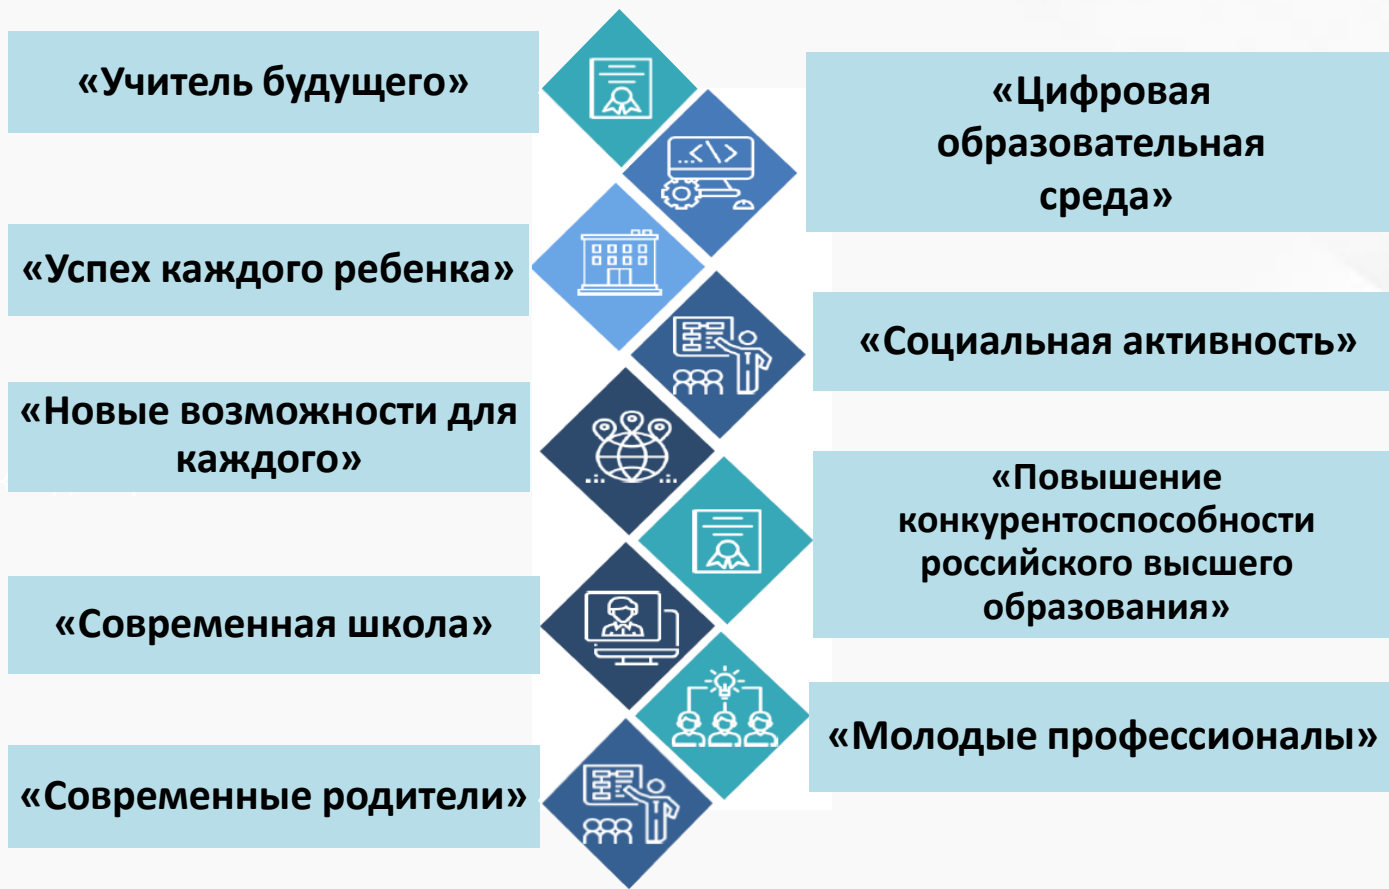 «Учитель будущего»
«Цифровая
образовательная
среда»
«Успех каждого ребенка»
«Социальная активность»
«Новые возможности для
каждого»
«Повышение
конкурентоспособности
российского высшего
образования»
«Современная школа»
«Молодые профессионалы»
«Современные родители»